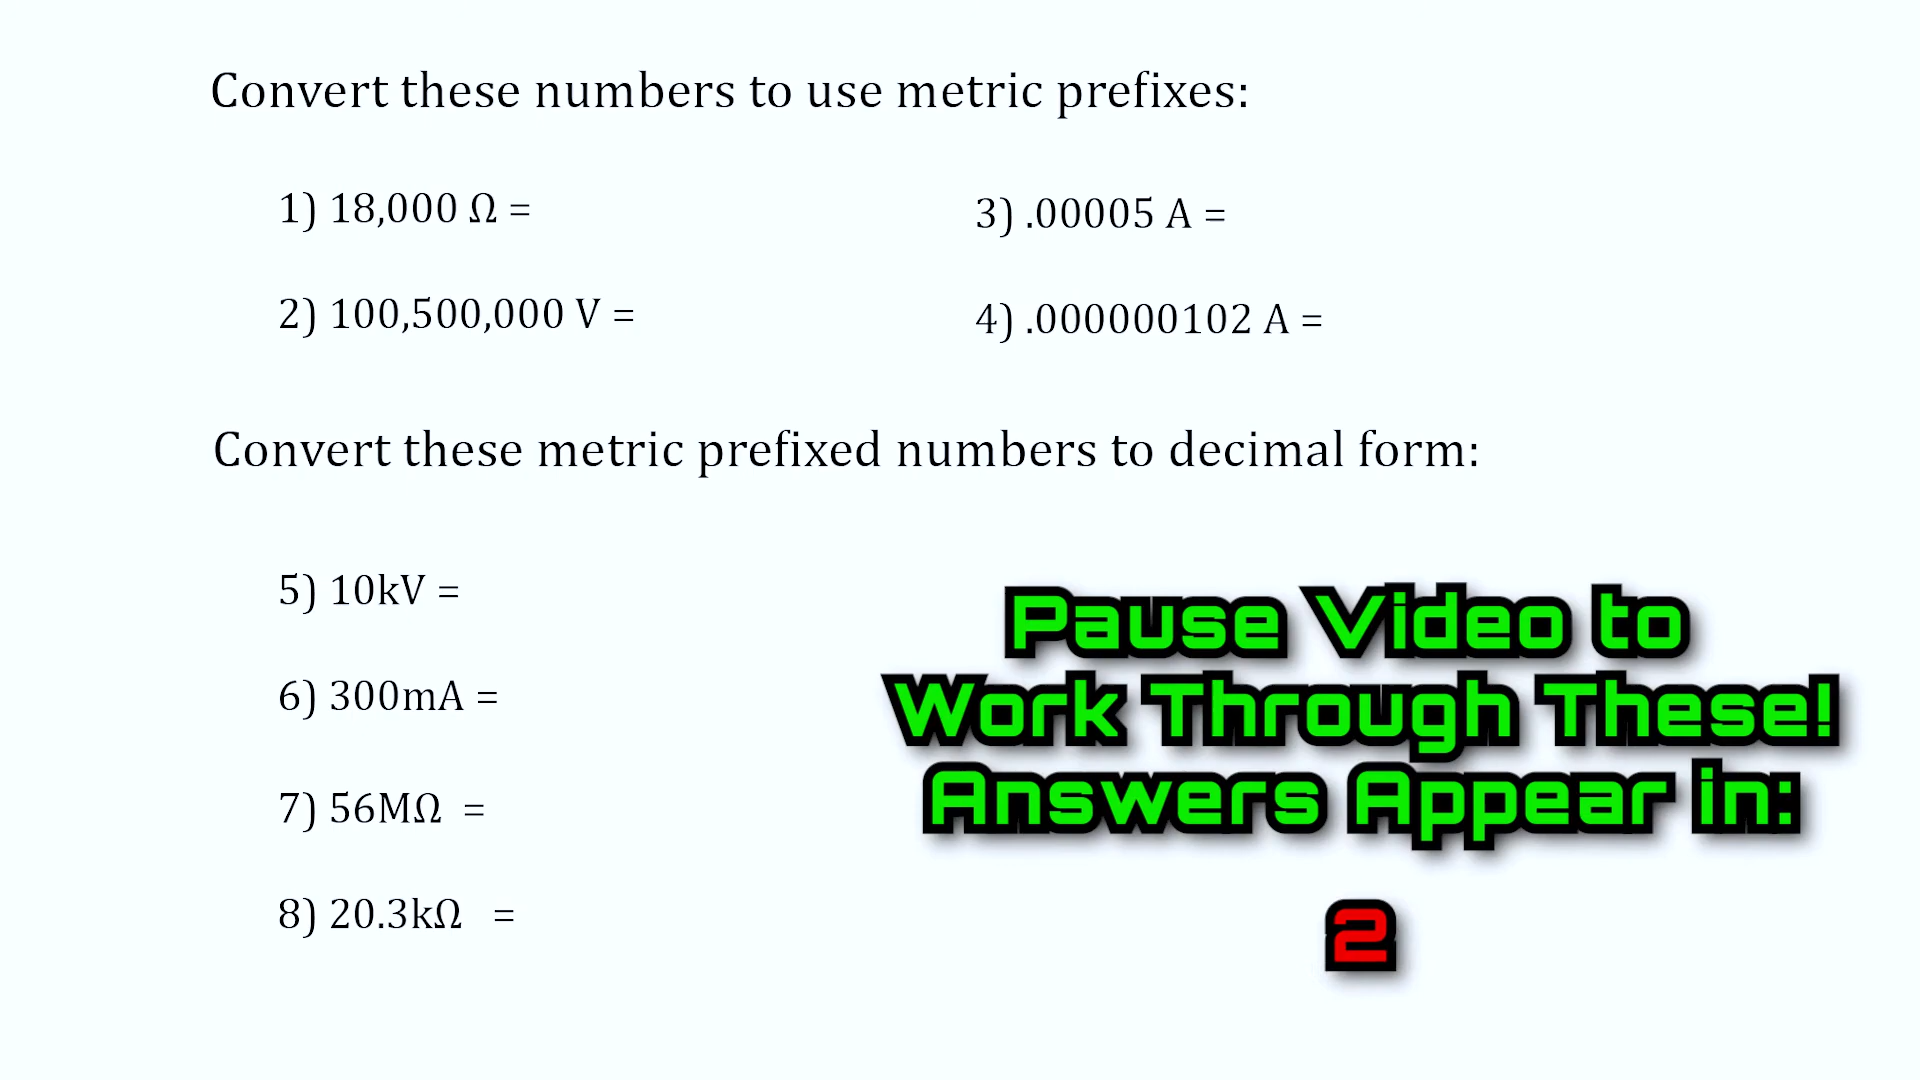 Convert these numbers to use metric prefixes:
1) 18,000 Ω =
2) 100,500,000 V =
3) .00005 A =
4) .000000102 A =
Convert these metric prefixed numbers to decimal form:
5) 10kV =
6) 300mA =
7) 56MΩ =
8) 20.3kΩ =
Pause Video to
Work Through These!
Answers Appear in:
2